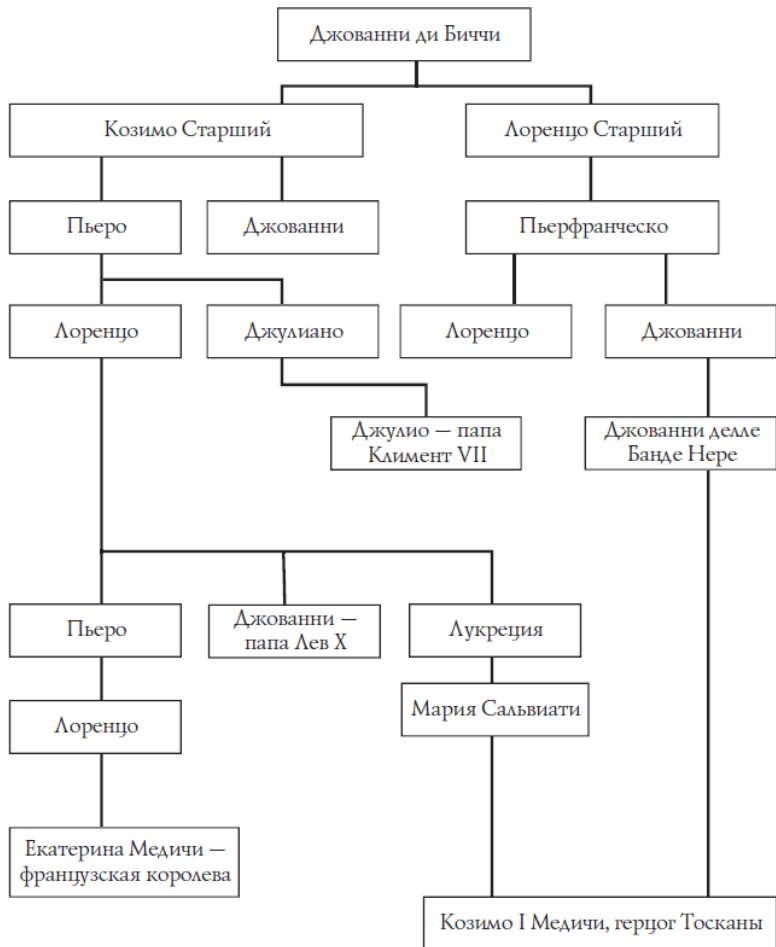 Джованни ди Биччи
Козимо Старший
Лоренцо Старший
Пьеро
Джованни
Пьерфранческо
Лоренцо
Джулиано
Лоренцо
Джованни
Джулио — папа
Климент VII
Джованни делле
Банде Нере
Пьеро
Джованни —
папа Лев X
Лукреция
Лоренцо
Мария Сальвиати
Екатерина Медичи —
французская королева
Козимо I Медичи, герцог Тосканы